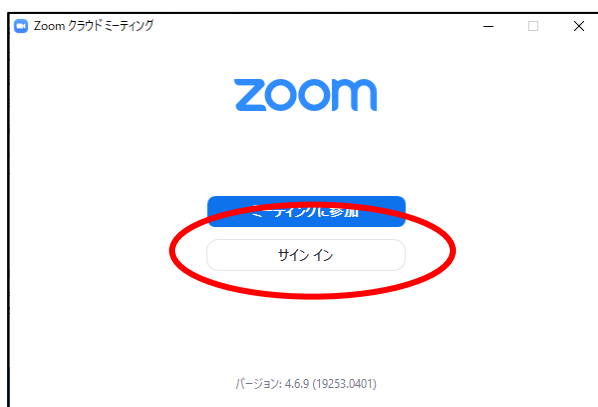 Zoom クラウド ミーティング
zoom
ミーティングに参加
サイン イン
バージョン: 4.6.9 (19253.0401)